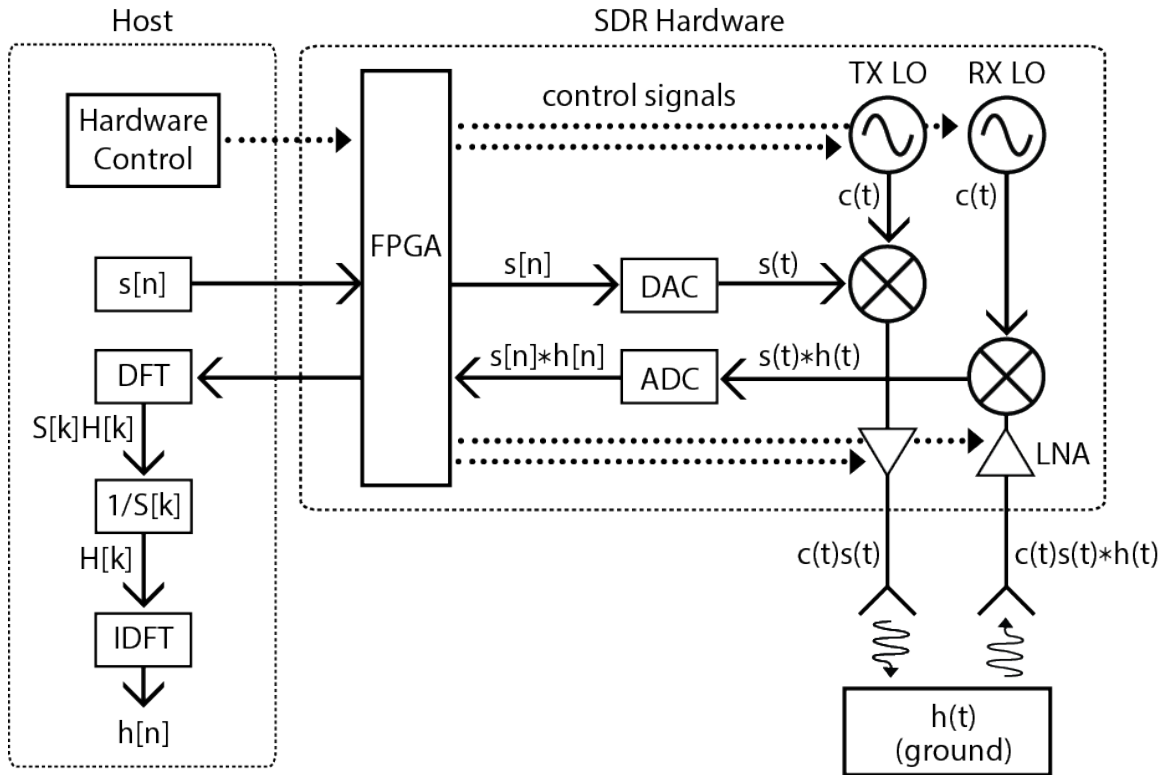 Host
SDR Hardware
TX LO
RX LO
Hardware
Control
control signals
c(t)
c(t)
FPGA
s[n]
s[n]
DAC
s(t)
DFT
s[n]*h[n]
ADC
s(t)*h(t)
S[k]H[k]
LNA
1/S[k]
H[k]
c(t)s(t)
c(t)s(t)*h(t)
IDFT
h[n]
h(t)
(ground)